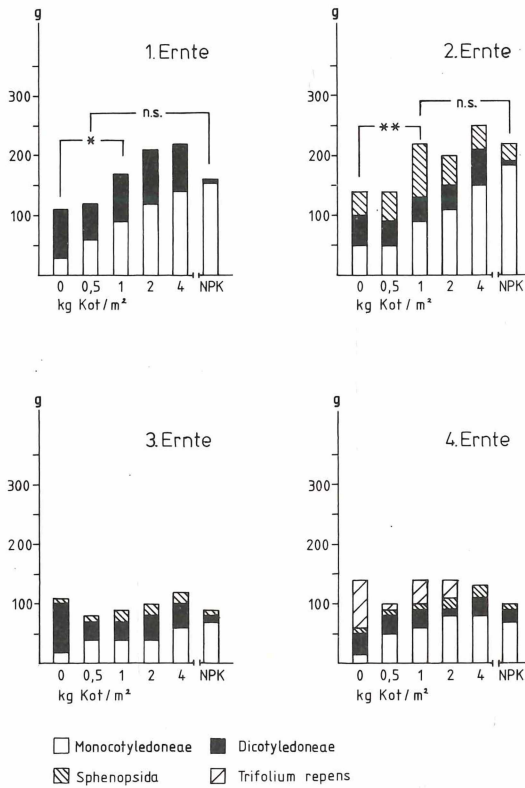 g
1. Ernte
300
200
100
*
n.s.
0 0,5 1 2 4 NPK
kg Kot/m²
g
2. Ernte
300
200
100
**
n.s.
0 0,5 1 2 4 NPK
kg Kot/m²
g
3. Ernte
300
200
100
0 0,5 1 2 4 NPK
kg Kot/m²
g
4. Ernte
300
200
100
0 0,5 1 2 4 NPK
kg Kot/m²
Monocotyledoneae
Dicotyledoneae
Sphenopsida
Trifolium repens